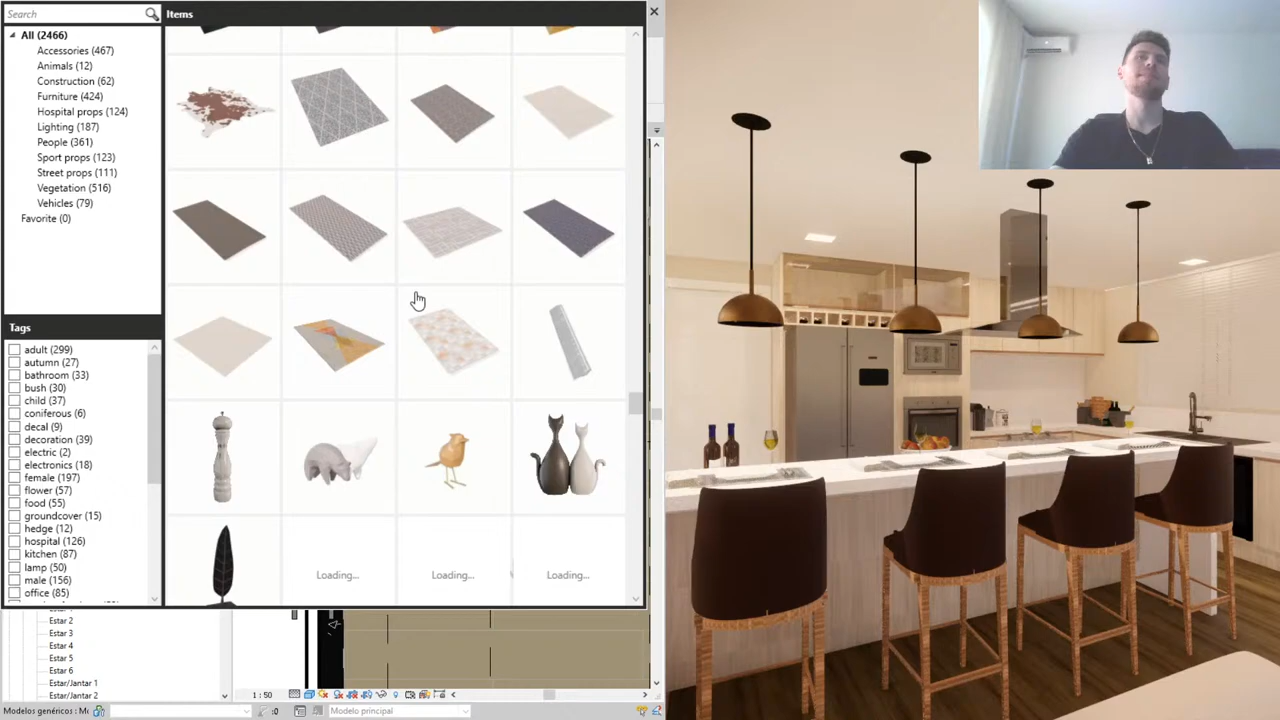 Search
Items
All (2466)
Accessories (467)
Animals (12)
Construction (62)
Furniture (424)
Hospital props (124)
Lighting (187)
People (361)
Sport props (123)
Street props (111)
Vegetation (516)
Vehicles (79)
Favorite (0)
Tags
adult (299)
autumn (27)
bathroom (33)
bush (30)
child (37)
coniferous (6)
decal (9)
decoration (39)
electric (2)
electronics (18)
female (197)
flower (57)
food (55)
groundcover (15)
hedge (12)
hospital (126)
kitchen (87)
lamp (50)
male (156)
office (85)
Loading...
Loading...
Loading...
Estar 2
Estar 3
Estar 4
Estar 5
Estar 6
Estar/Jantar 1
Estar/Jantar 2
1 : 50
Modelos genéricos : Mo
:0
Modelo principal